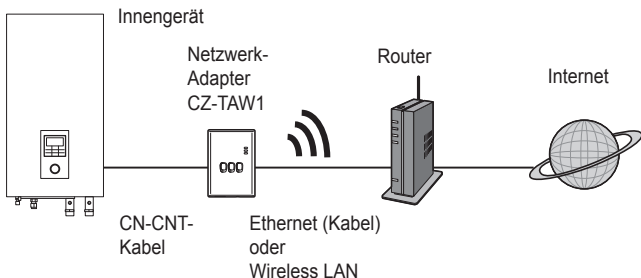 Innengerät
Netzwerk-
Adapter
CZ-TAW1
Router
Internet
CN-CNT-
Kabel
Ethernet (Kabel)
oder
Wireless LAN